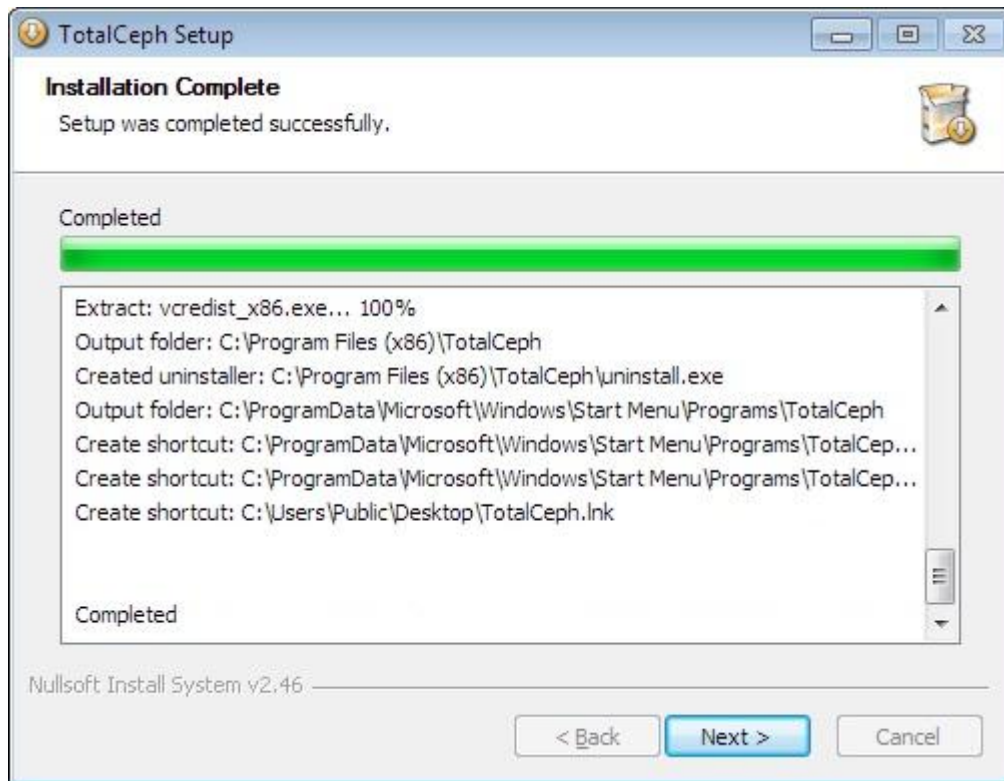 TotalCeph Setup
Installation Complete
Setup was completed successfully.
Completed
Extract: vcredist_x86.exe... 100%
Output folder: C:\Program Files (x86)\TotalCeph
Created uninstaller: C:\Program Files (x86)\TotalCeph\uninstall.exe
Output folder: C:\ProgramData\Microsoft\Windows\Start Menu\Programs\TotalCeph
Create shortcut: C:\ProgramData\Microsoft\Windows\Start Menu\Programs\TotalCep...
Create shortcut: C:\ProgramData\Microsoft\Windows\Start Menu\Programs\TotalCep...
Create shortcut: C:\Users\Public\Desktop\TotalCeph.lnk
Completed
Nullsoft Install System v2.46
< Back Next > Cancel